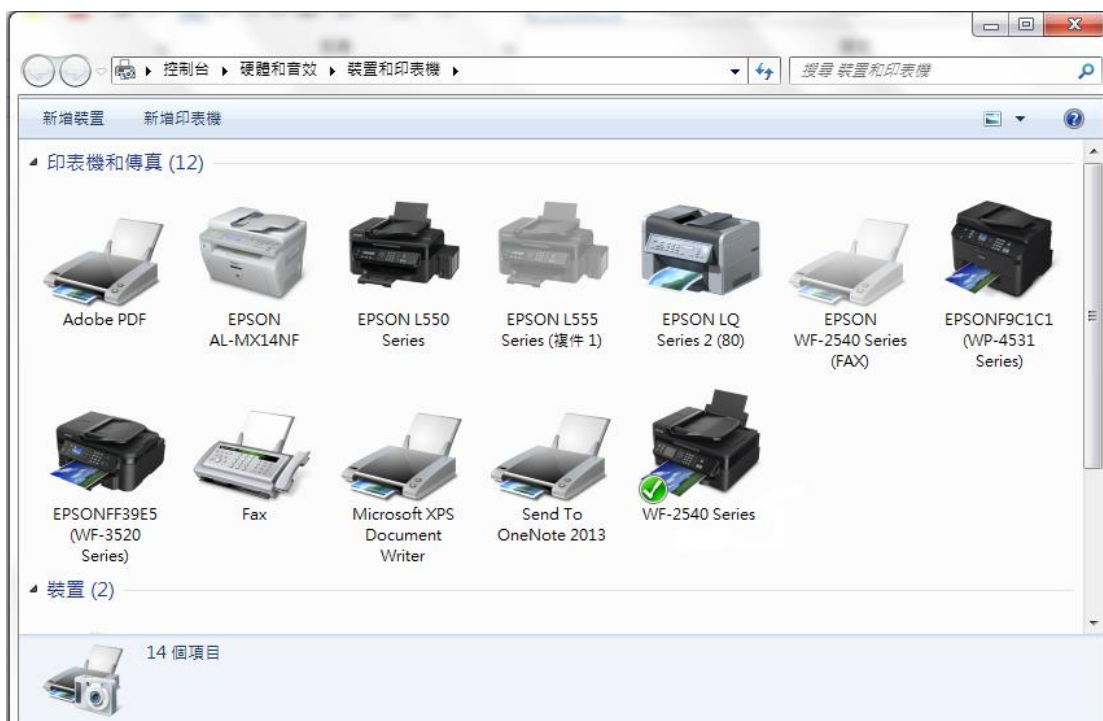 控制台 ▸ 硬體和音效 ▸ 裝置和印表機 ▸
搜尋 裝置和印表機
新增裝置 新增印表機
印表機和傳真 (12)
Adobe PDF
EPSON
AL-MX14NF
EPSON L550
Series
EPSON L555
Series (複件 1)
EPSON LQ
Series 2 (80)
EPSON
WF-2540 Series
(FAX)
EPSONF9C1C1
(WP-4531
Series)
EPSONFF39E5
(WF-3520
Series)
Fax
Microsoft XPS
Document
Writer
Send To
OneNote 2013
WF-2540 Series
裝置 (2)
14 個項目